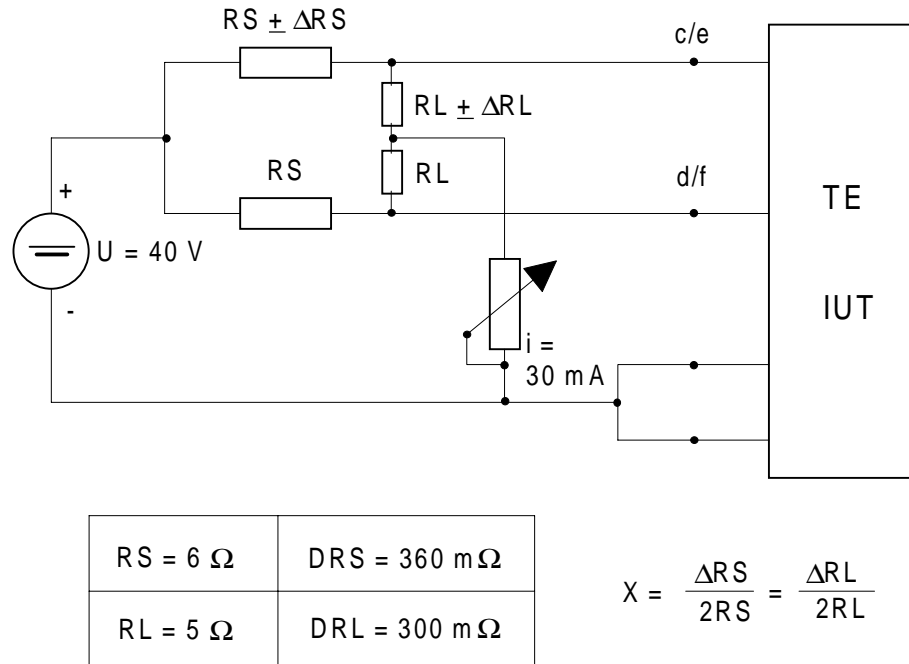 RS ± ΔRS
c/e
RL ± ΔRL
RS
RL
d/f
TE
+
U = 40 V
-
IUT
i =
30 mA
RS = 6 Ω
DRS = 360 mΩ
RL = 5 Ω
DRL = 300 mΩ
X = ΔRS/2RS = ΔRL/2RL